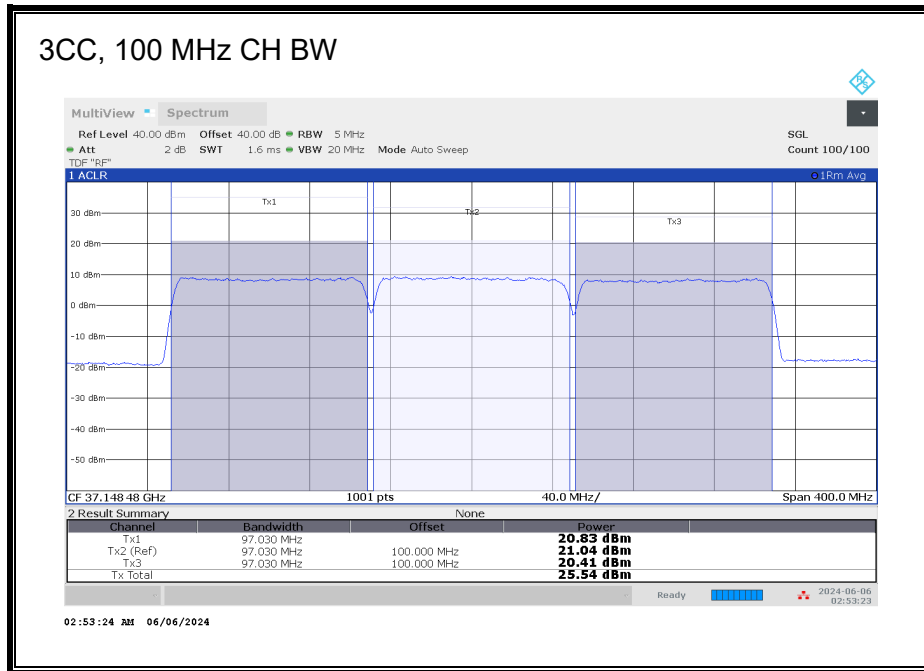 3CC, 100 MHz CH BW
R S
MultiView Spectrum
Ref Level 40.00 dBm Offset 40.00 dB RBW 5 MHz SGL
Att 2 dB SWT 1.6 ms VBW 20 MHz Mode Auto Sweep Count 100/100
TDF "RF"
1 ACLR 1Rm Avg
Tx1
30 dBm Tx2
Tx3
20 dBm
10 dBm
0 dBm
-10 dBm
-20 dBm
-30 dBm
-40 dBm
-50 dBm
CF 37.148 48 GHz 1001 pts 40.0 MHz/ Span 400.0 MHz
2 Result Summary None
Channel Bandwidth Offset Power
Tx1 97.030 MHz 20.83 dBm
Tx2 (Ref) 97.030 MHz 100.000 MHz 21.04 dBm
Tx3 97.030 MHz 100.000 MHz 20.41 dBm
Tx Total 25.54 dBm
Ready 2024-06-06
02:53:23
02:53:24 AM 06/06/2024